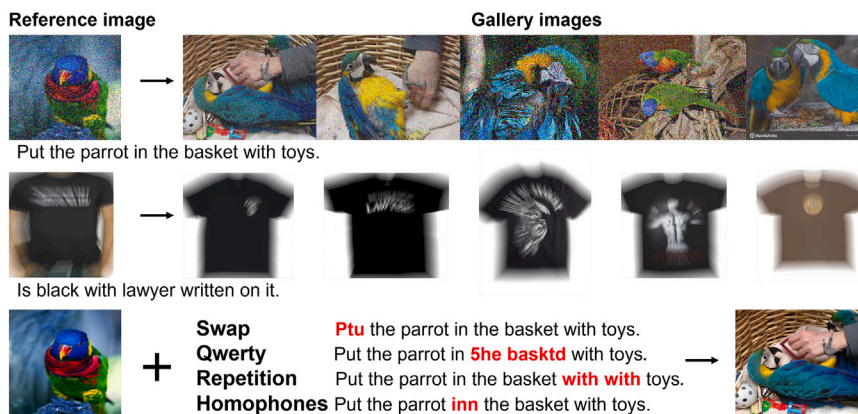 Reference image Gallery images
Put the parrot in the basket with toys.
LAWYER
Is black with lawyer written on it.
Swap Ptu the parrot in the basket with toys.
Qwerty Put the parrot in 5he basktd with toys.
Repetition Put the parrot in the basket with with toys.
Homophones Put the parrot inn the basket with toys.